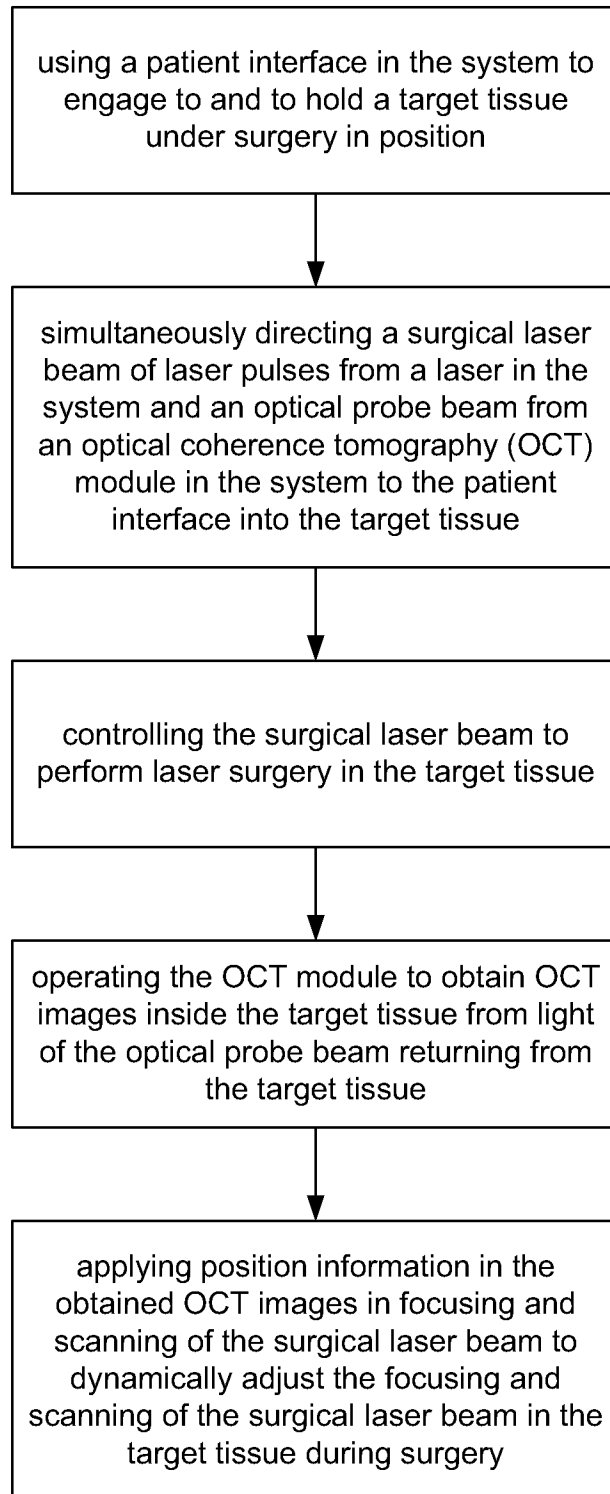 using a patient interface in the system to
engage to and to hold a target tissue
under surgery in position
simultaneously directing a surgical laser
beam of laser pulses from a laser in the
system and an optical probe beam from
an optical coherence tomography (OCT)
module in the system to the patient
interface into the target tissue
controlling the surgical laser beam to
perform laser surgery in the target tissue
operating the OCT module to obtain OCT
images inside the target tissue from light
of the optical probe beam returning from
the target tissue
applying position information in the
obtained OCT images in focusing and
scanning of the surgical laser beam to
dynamically adjust the focusing and
scanning of the surgical laser beam in the
target tissue during surgery